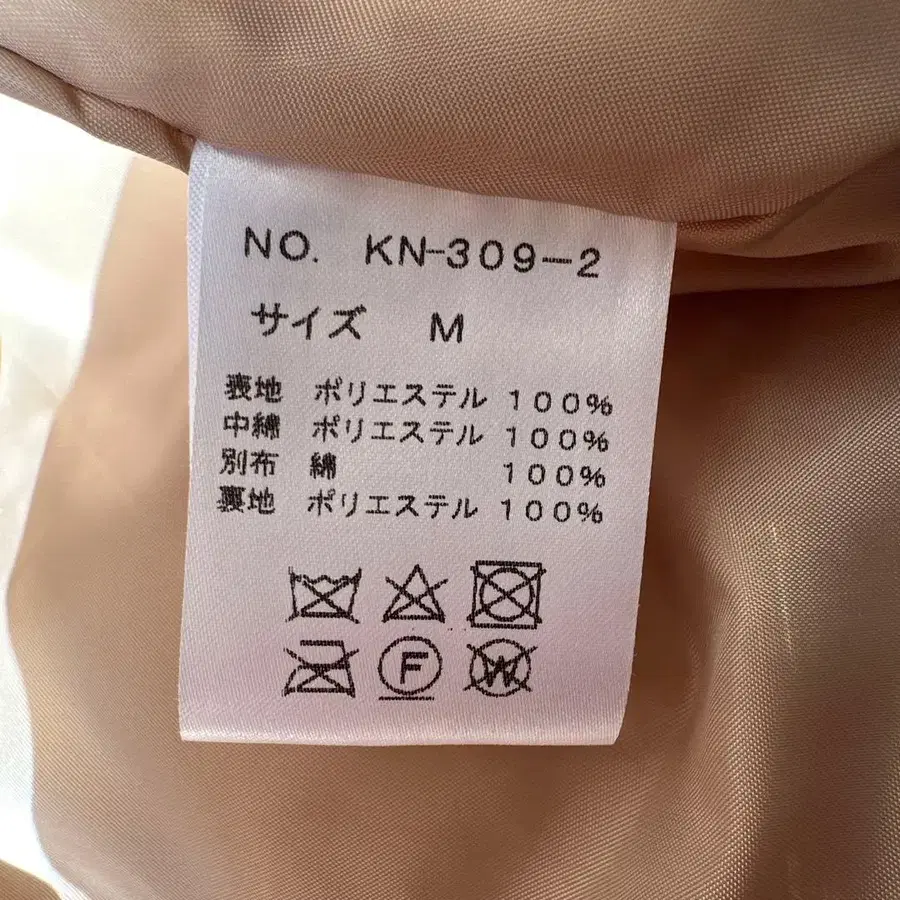 NO. KN-309-2
サイズ M
表地 ポリエステル 100%
中綿 ポリエステル 100%
別布 綿 100%
裏地 ポリエステル 100%
F W